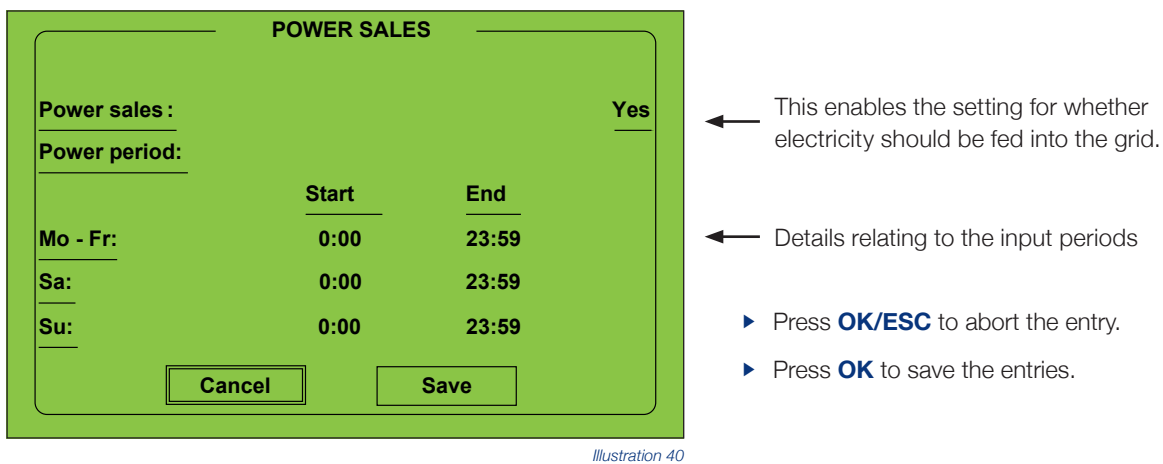 POWER SALES
Power sales : Yes
Power period:
Start End
Mo - Fr: 0:00 23:59
Sa: 0:00 23:59
Su: 0:00 23:59
Cancel Save
This enables the setting for whether
electricity should be fed into the grid.
Details relating to the input periods
Press OK/ESC to abort the entry.
Press OK to save the entries.
Illustration 40